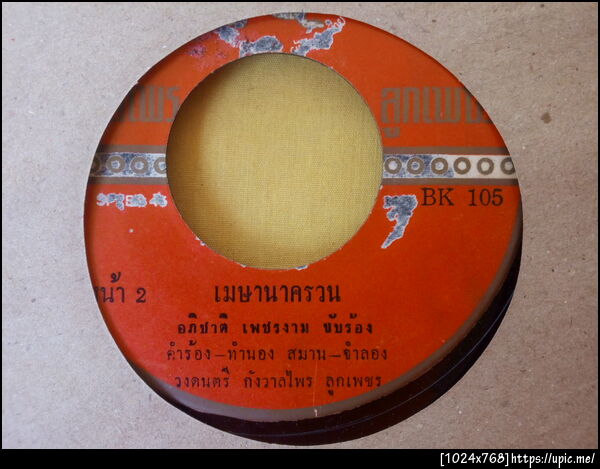 ลูกแพร
BK 105
หน้า 2
เมษานาครวน
อภิชาติ เพชรงาม ขับร้อง
คำร้อง–ทำนอง สมาน–จำลอง
วงดนตรี กังวาลไพร ลูกเพชร
[1024x768]https://upic.me/